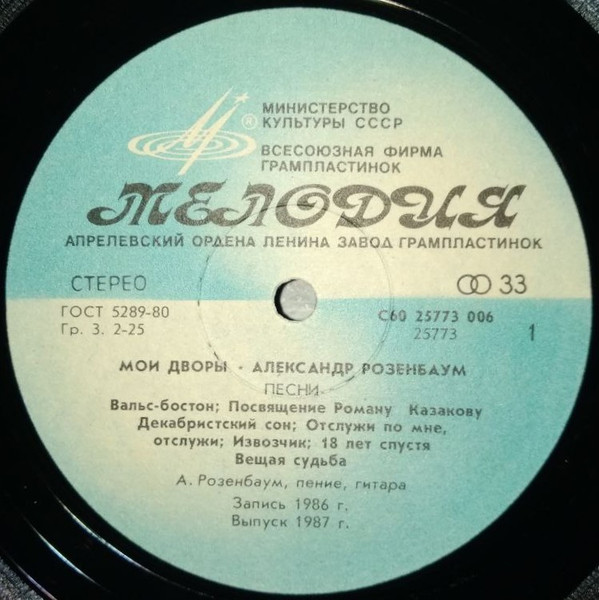 МИНИСТЕРСТВО
КУЛЬТУРЫ СССР
®
ВСЕСОЮЗНАЯ ФИРМА
ГРАМПЛАСТИНОК
МЕЛОДИЯ
АПРЕЛЕВСКИЙ ОРДЕНА ЛЕНИНА ЗАВОД ГРАМПЛАСТИНОК
СТЕРЕО 33
ГОСТ 5289-80 С60 25773 006
Гр. 3. 2-25 25773 1
МОИ ДВОРЫ · АЛЕКСАНДР РОЗЕНБАУМ
ПЕСНИ
Вальс-бостон; Посвящение Роману Казакову
Декабристский сон; Отслужи по мне,
отслужи; Извозчик; 18 лет спустя
Вещая судьба
А. Розенбаум, пение, гитара
Запись 1986 г.
Выпуск 1987 г.